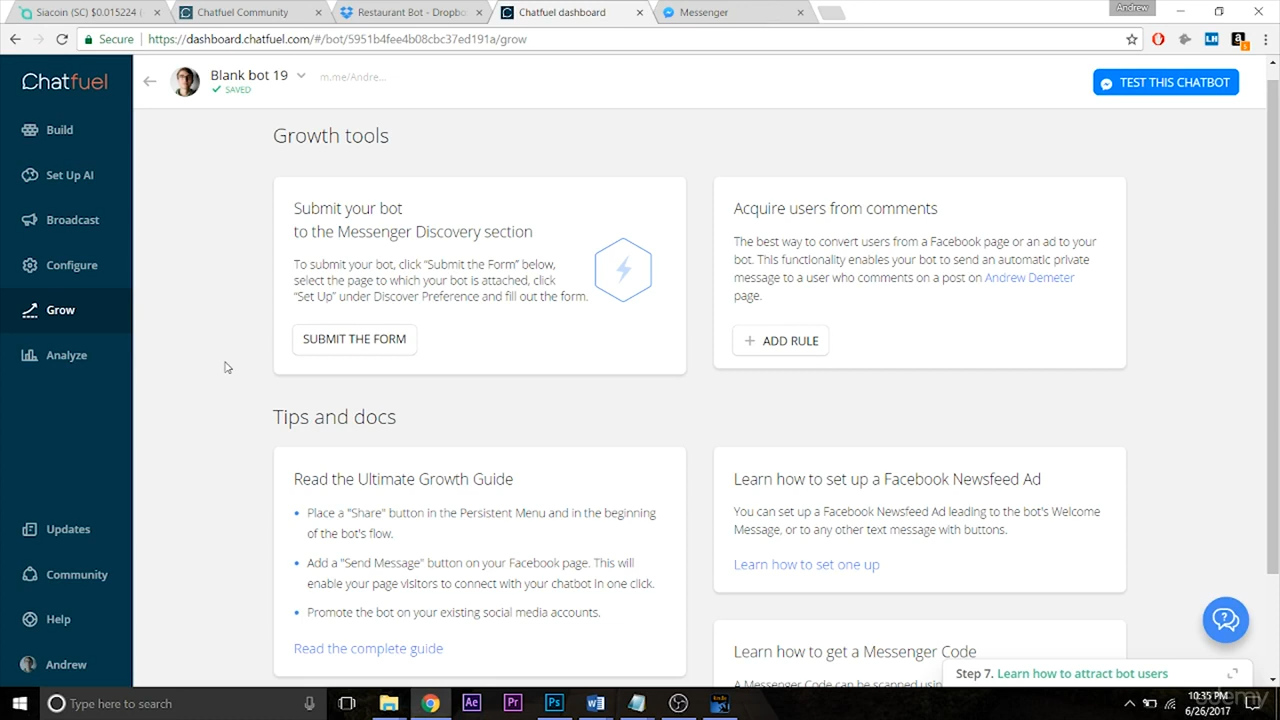 Siacoin (SC) $0.015224 (
Chatfuel Community
Restaurant Bot - Dropbo
Chatfuel dashboard
Messenger
Andrew
Secure
https://dashboard.chatfuel.com/#/bot/5951b4fee4b08cbc37ed191a/grow
Chatfuel
Blank bot 19
m.me/Andre...
SAVED
TEST THIS CHATBOT
Build
Set Up AI
Broadcast
Configure
Grow
Analyze
Updates
Community
Help
Andrew
Growth tools
Submit your bot
to the Messenger Discovery section
To submit your bot, click “Submit the Form” below,
select the page to which your bot is attached, click
“Set Up” under Discover Preference and fill out the form.
SUBMIT THE FORM
Acquire users from comments
The best way to convert users from a Facebook page or an ad to your
bot. This functionality enables your bot to send an automatic private
message to a user who comments on a post on Andrew Demeter
page.
+ ADD RULE
Tips and docs
Read the Ultimate Growth Guide
• Place a "Share" button in the Persistent Menu and in the beginning
of the bot's flow.
• Add a "Send Message" button on your Facebook page. This will
enable your page visitors to connect with your chatbot in one click.
• Promote the bot on your existing social media accounts.
Read the complete guide
Learn how to set up a Facebook Newsfeed Ad
You can set up a Facebook Newsfeed Ad leading to the bot's Welcome
Message, or to any other text message with buttons.
Learn how to set one up
Learn how to get a Messenger Code
A Messenger Code can be scanned using
Step 7. Learn how to attract bot users
Type here to search
10:35 PM
6/26/2017
udemy